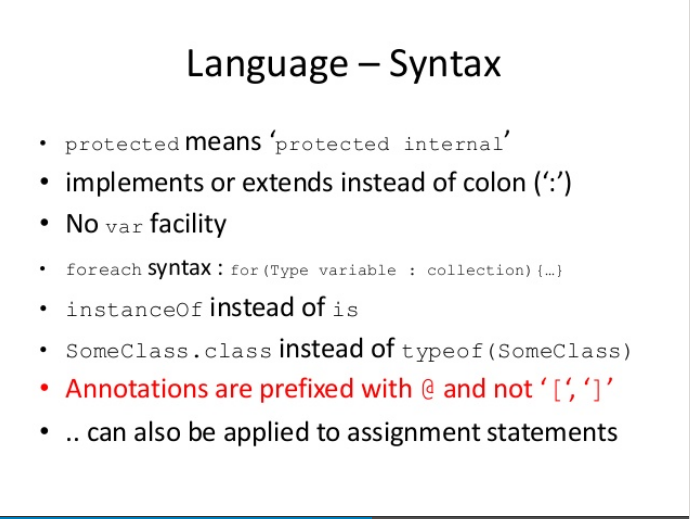 Language – Syntax
• protected means ‘protected internal’
• implements or extends instead of colon (‘:’)
• No var facility
• foreach syntax : for(Type variable : collection){…}
• instanceOf instead of is
• SomeClass.class instead of typeof(SomeClass)
• Annotations are prefixed with @ and not ‘[‘, ‘]’
• .. can also be applied to assignment statements